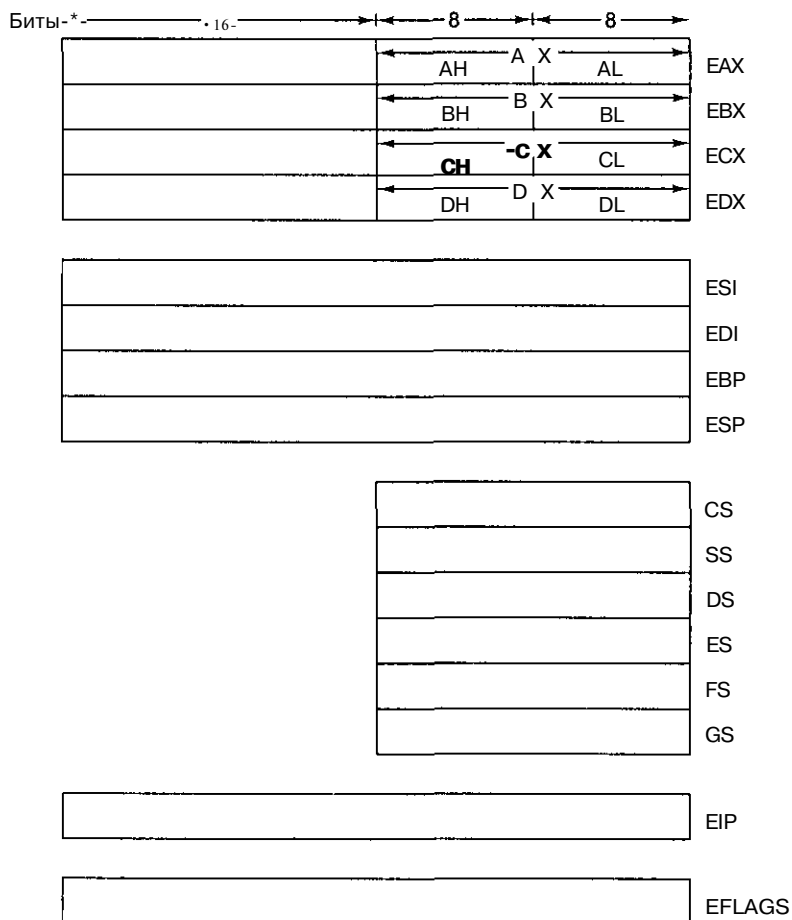 Биты-*- • 16- 8 8
A X
AH AL EAX
B X
BH BL EBX
-C X
CH CL ECX
D X
DH DL EDX
ESI
EDI
EBP
ESP
CS
SS
DS
ES
FS
GS
EIP
EFLAGS